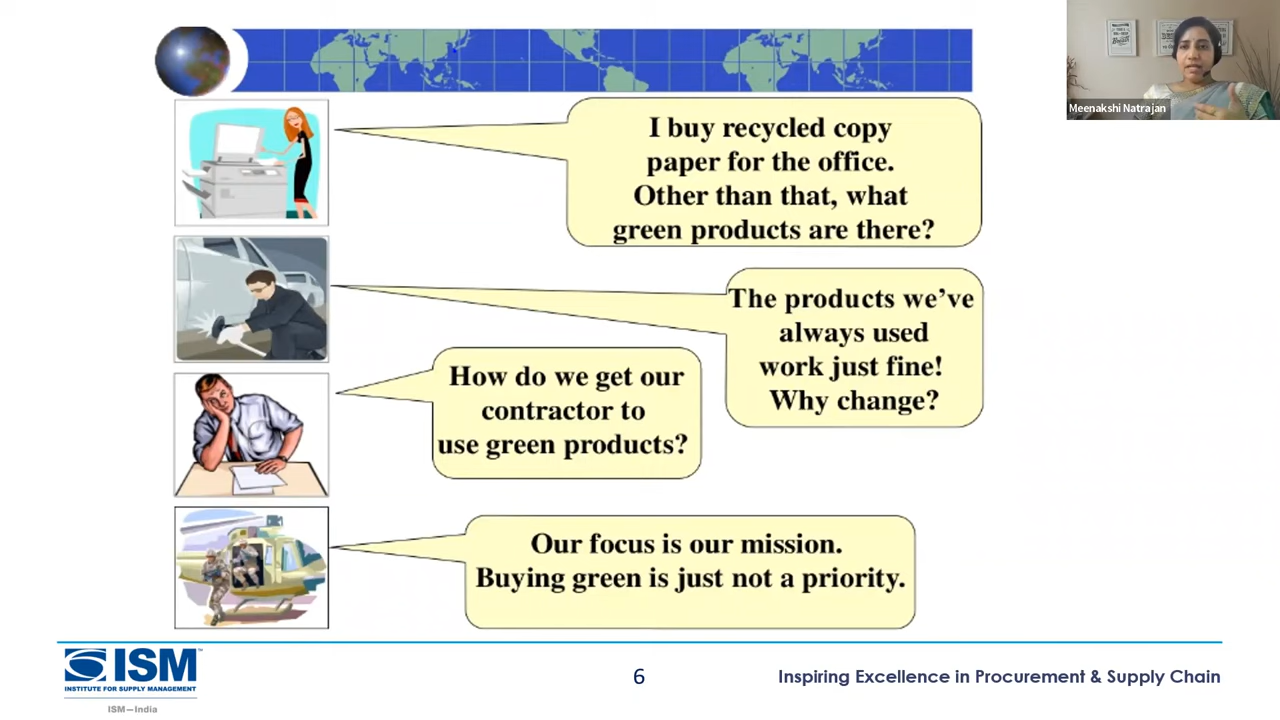 Meenakshi Natrajan
I buy recycled copy
paper for the office.
Other than that, what
green products are there?
The products we’ve
always used
work just fine!
Why change?
How do we get our
contractor to
use green products?
Our focus is our mission.
Buying green is just not a priority.
ISM™
INSTITUTE FOR SUPPLY MANAGEMENT
ISM—India
6
Inspiring Excellence in Procurement & Supply Chain